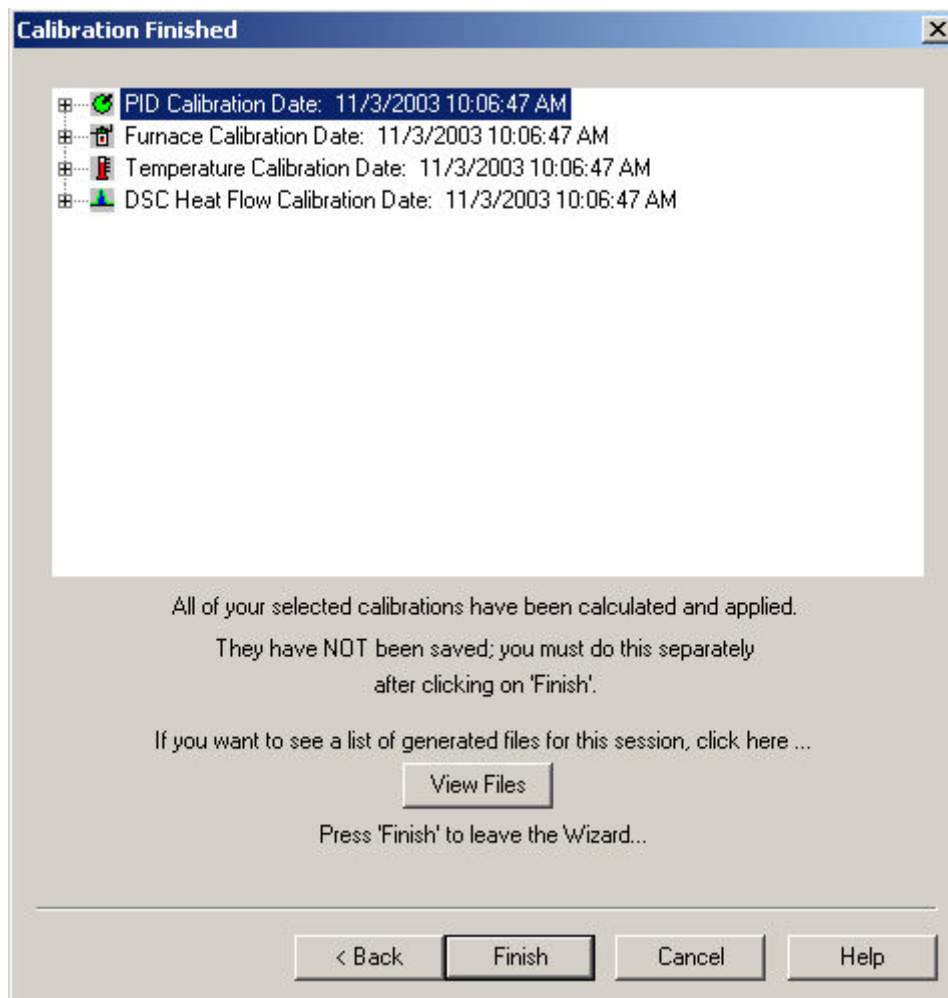 Calibration Finished
PID Calibration Date: 11/3/2003 10:06:47 AM
Furnace Calibration Date: 11/3/2003 10:06:47 AM
Temperature Calibration Date: 11/3/2003 10:06:47 AM
DSC Heat Flow Calibration Date: 11/3/2003 10:06:47 AM
All of your selected calibrations have been calculated and applied.
They have NOT been saved; you must do this separately
after clicking on 'Finish'.
If you want to see a list of generated files for this session, click here ...
View Files
Press 'Finish' to leave the Wizard...
< Back Finish Cancel Help